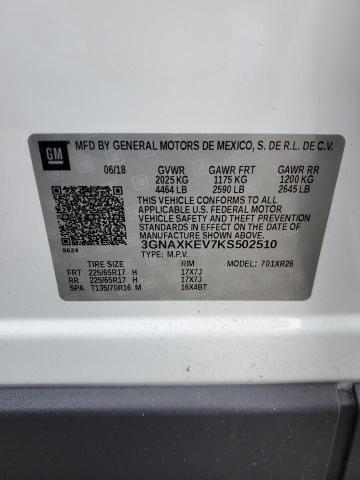 GM
MFD BY GENERAL MOTORS DE MEXICO, S. DE R.L. DE C.V.
06/18 GVWR GAWR FRT GAWR RR
2025 KG 1175 KG 1200 KG
4464 LB 2590 LB 2645 LB
THIS VEHICLE CONFORMS TO ALL APPLICABLE
U.S. FEDERAL MOTOR
VEHICLE SAFETY AND THEFT PREVENTION
STANDARDS IN EFFECT ON THE DATE OF
MANUFACTURE SHOWN ABOVE.
3GNAXKEV7KS502510
8624
TYPE: M.P.V. MODEL: 701XR26
TIRE SIZE RIM
FRT 225/65R17 H 17X7J
RR 225/65R17 H 17X7J
SPA T135/70R16 M 16X4BT